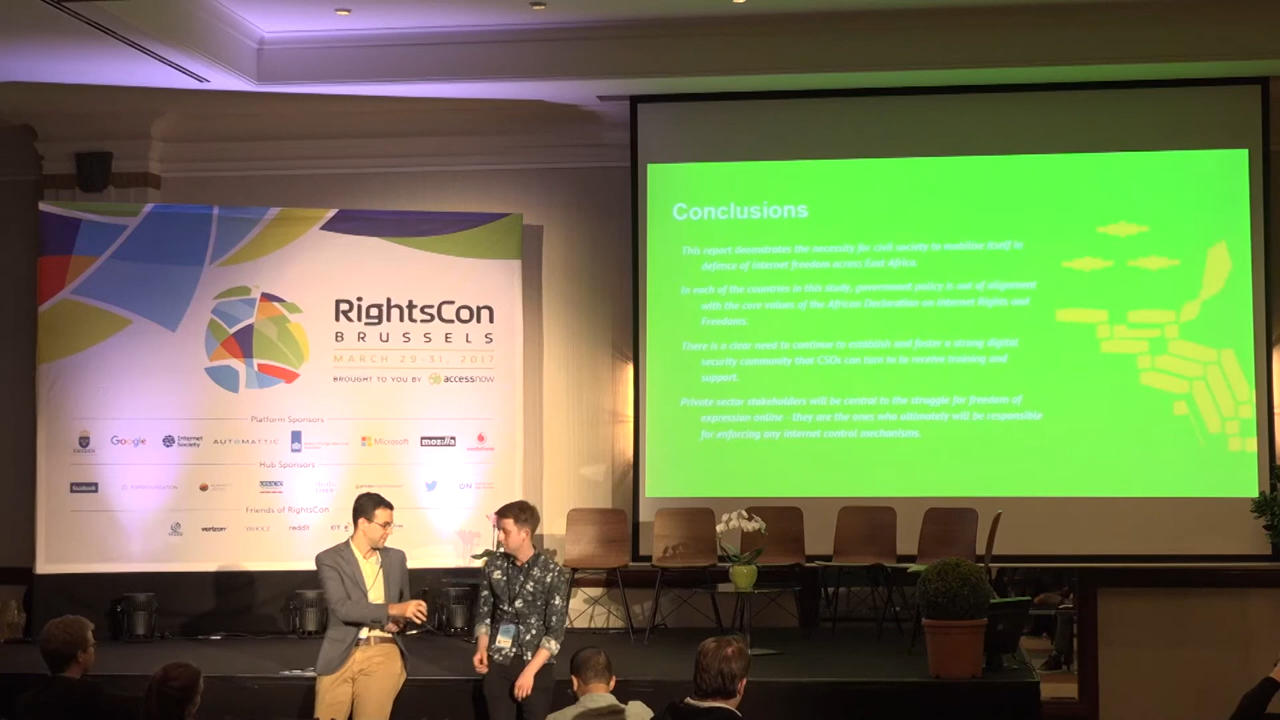 RightsCon
BRUSSELS
MARCH 29-31, 2017
BROUGHT TO YOU BY accessnow
Platform Sponsors
SWEDEN
Google
Internet
Society
AUTOMATTIC
Microsoft
moz://a
vodafone
Hub Sponsors
facebook
Friends of RightsCon
verizon
YAHOO!
reddit
Conclusions
This report demontrates the necessity for civil society to mobilise itself in
defence of internet freedom across East Africa.
In each of the countries in this study, government policy is out of alignment
with the core values of the African Declaration on Internet Rights and
Freedoms.
There is a clear need to continue to establish and foster a strong digital
security community that CSOs can turn to to receive training and
support.
Private sector stakeholders will be central to the struggle for freedom of
expression online - they are the ones who ultimately will be responsible
for enforcing any internet control mechanisms.